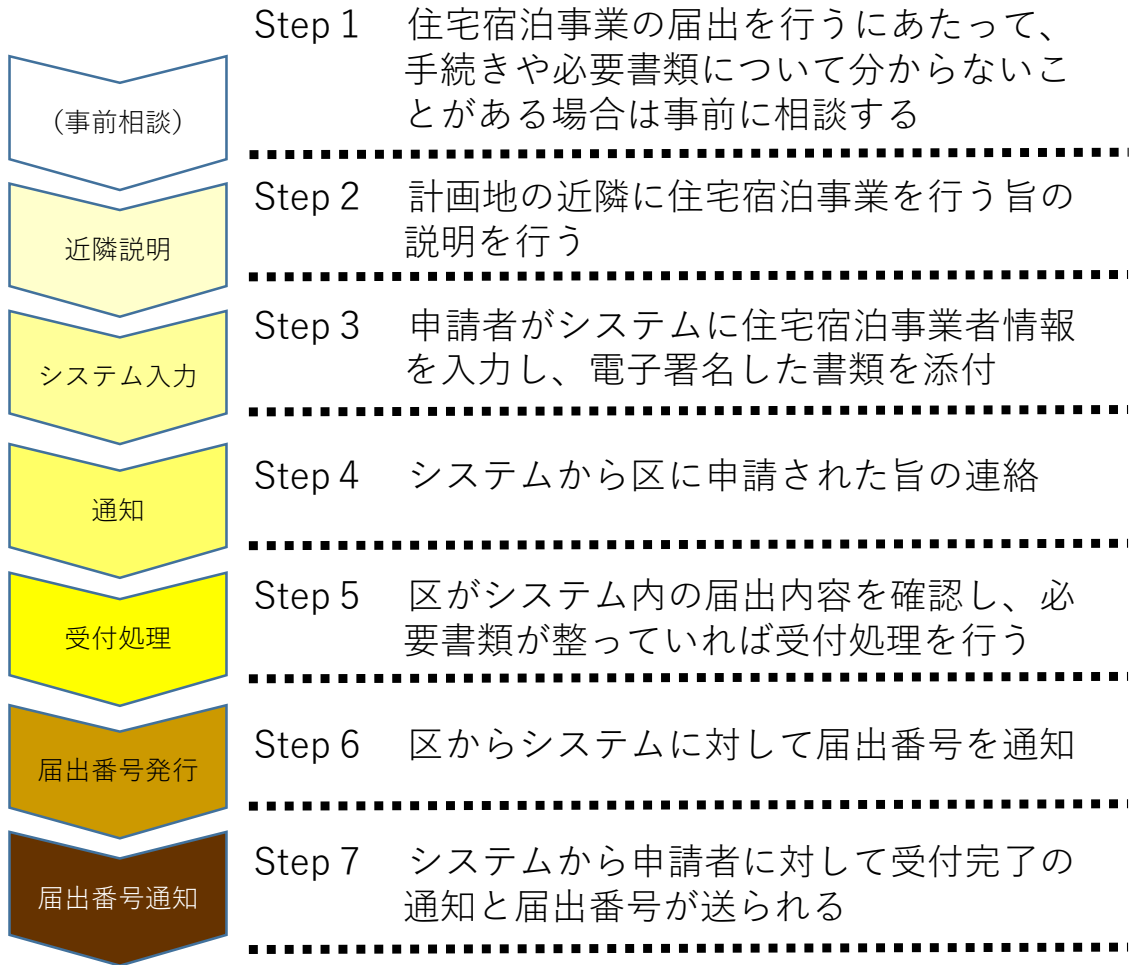 Step 1 住宅宿泊事業の届出を行うにあたって、
手続きや必要書類について分からないこ
とがある場合は事前に相談する
（事前相談）
Step 2 計画地の近隣に住宅宿泊事業を行う旨の
説明を行う
近隣説明
Step 3 申請者がシステムに住宅宿泊事業者情報
を入力し、電子署名した書類を添付
システム入力
Step 4 システムから区に申請された旨の連絡
通知
Step 5 区がシステム内の届出内容を確認し、必
要書類が整っていれば受付処理を行う
受付処理
Step 6 区からシステムに対して届出番号を通知
届出番号発行
Step 7 システムから申請者に対して受付完了の
通知と届出番号が送られる
届出番号通知